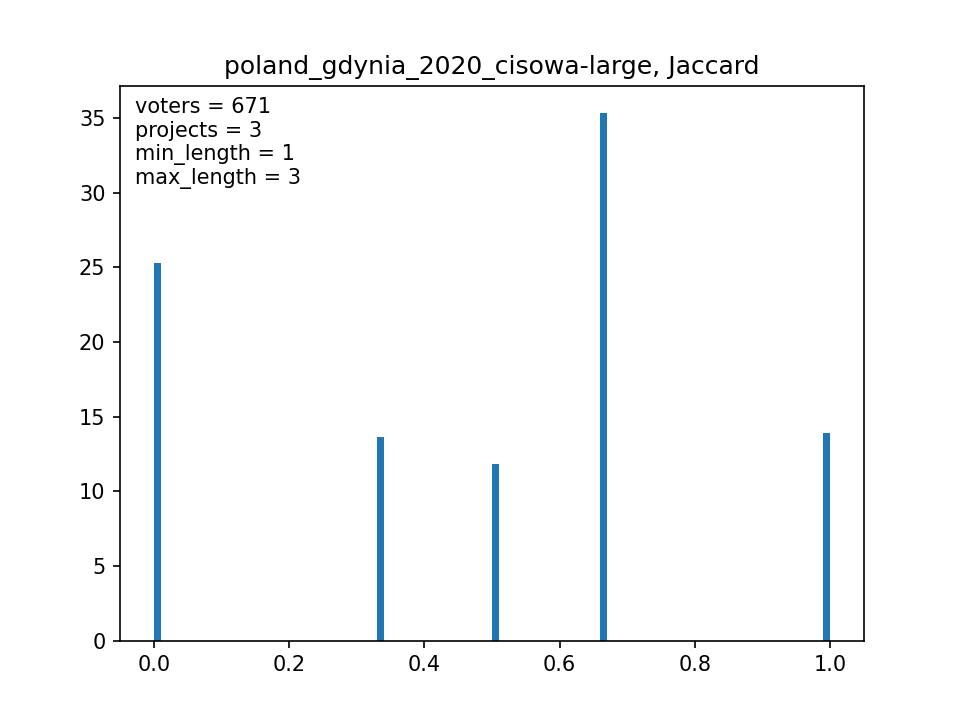 poland_gdynia_2020_cisowa-large, Jaccard
voters = 671
projects = 3
min_length = 1
max_length = 3
35
30
25
20
15
10
5
0
0.0 0.2 0.4 0.6 0.8 1.0